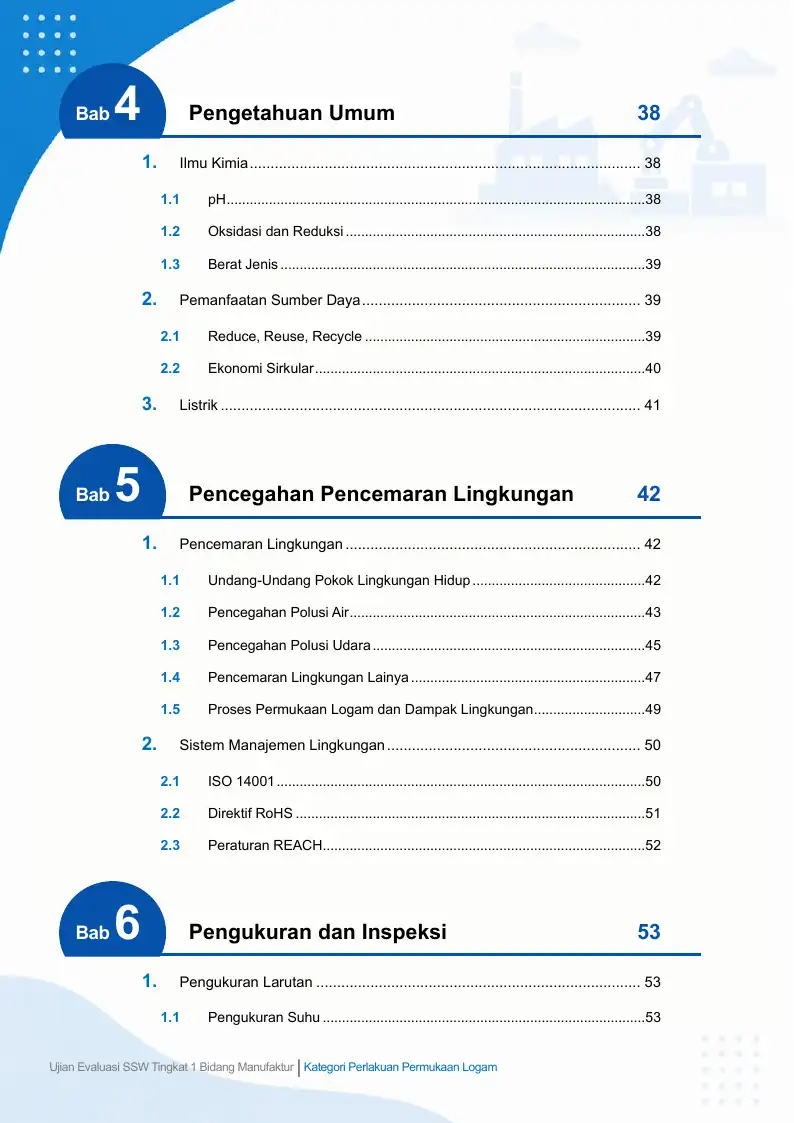 Bab 4 Pengetahuan Umum 38
1. Ilmu Kimia ............................................................................................. 38
1.1 pH .............................................................................................................38
1.2 Oksidasi dan Reduksi ..............................................................................38
1.3 Berat Jenis ...............................................................................................39
2. Pemanfaatan Sumber Daya ................................................................... 39
2.1 Reduce, Reuse, Recycle .........................................................................39
2.2 Ekonomi Sirkular ......................................................................................40
3. Listrik ..................................................................................................... 41
Bab 5 Pencegahan Pencemaran Lingkungan 42
1. Pencemaran Lingkungan ....................................................................... 42
1.1 Undang-Undang Pokok Lingkungan Hidup .............................................42
1.2 Pencegahan Polusi Air .............................................................................43
1.3 Pencegahan Polusi Udara .......................................................................45
1.4 Pencemaran Lingkungan Lainya .............................................................47
1.5 Proses Permukaan Logam dan Dampak Lingkungan .............................49
2. Sistem Manajemen Lingkungan ............................................................. 50
2.1 ISO 14001 ................................................................................................50
2.2 Direktif RoHS ...........................................................................................51
2.3 Peraturan REACH ....................................................................................52
Bab 6 Pengukuran dan Inspeksi 53
1. Pengukuran Larutan .............................................................................. 53
1.1 Pengukuran Suhu ....................................................................................53
Ujian Evaluasi SSW Tingkat 1 Bidang Manufaktur | Kategori Perlakuan Permukaan Logam